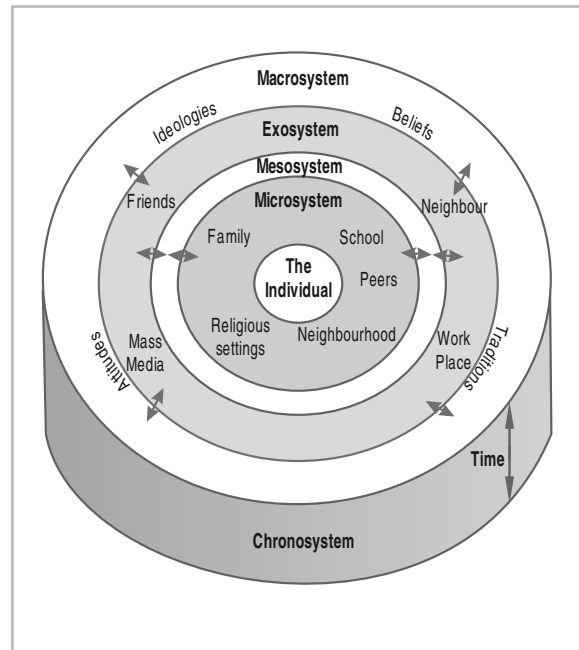 Macrosystem
Ideologies
Beliefs
Exosystem
Mesosystem
Friends
Neighbour
Microsystem
Family
School
The
Individual
Peers
Religious
settings
Neighbourhood
Mass
Media
Work
Place
Attitudes
Traditions
Time
Chronosystem